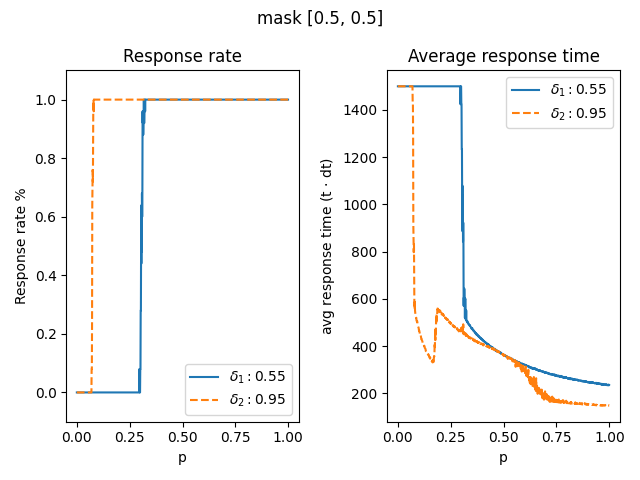 mask [0.5, 0.5]
Response rate
Response rate %
1.0
0.8
0.6
0.4
0.2
0.0
δ1 : 0.55
δ2 : 0.95
0.00 0.25 0.50 0.75 1.00
p
Average response time
avg response time (t · dt)
1400
1200
1000
800
600
400
200
δ1 : 0.55
δ2 : 0.95
0.00 0.25 0.50 0.75 1.00
p